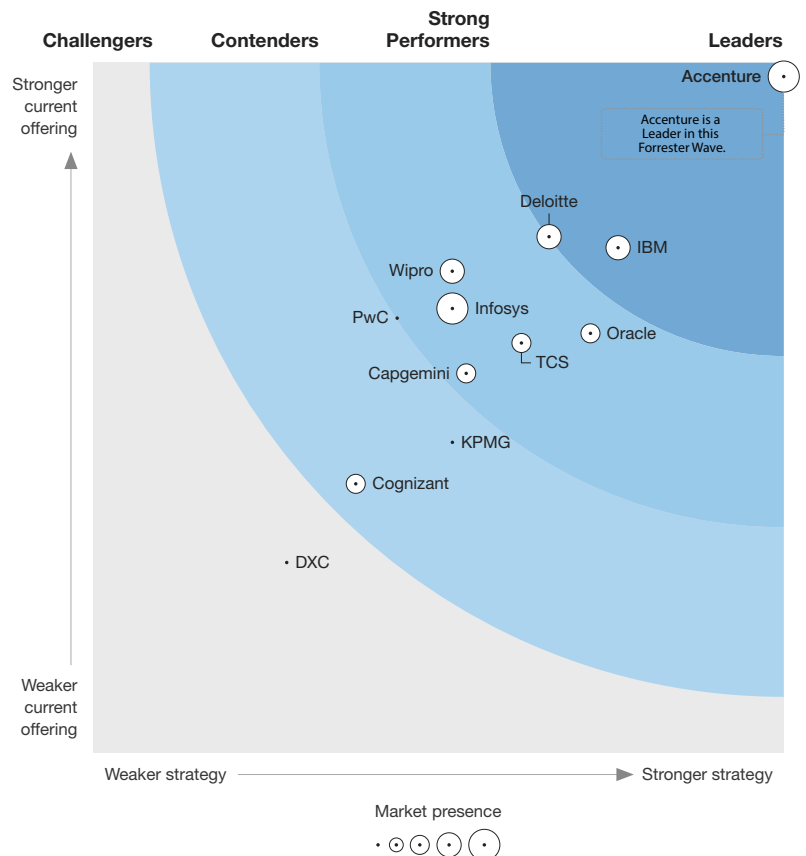 Strong
Challengers Contenders Performers Leaders
Stronger
current
offering
Accenture
Accenture is a
Leader in this
Forrester Wave.
Deloitte
IBM
Wipro
Infosys
PwC
Oracle
TCS
Capgemini
KPMG
Cognizant
DXC
Weaker
current
offering
Weaker strategy
Stronger strategy
Market presence